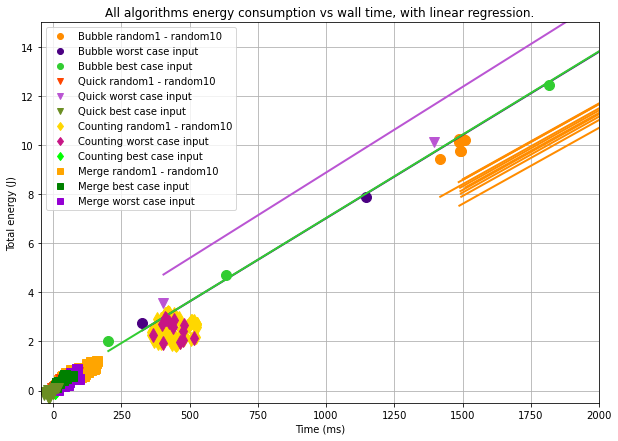 All algorithms energy consumption vs wall time, with linear regression.
Bubble random1 - random10
Bubble worst case input
Bubble best case input
Quick random1 - random10
Quick worst case input
Quick best case input
Counting random1 - random10
Counting worst case input
Counting best case input
Merge random1 - random10
Merge best case input
Merge worst case input
14
12
10
8
6
4
2
0
Total energy (J)
0 250 500 750 1000 1250 1500 1750 2000
Time (ms)